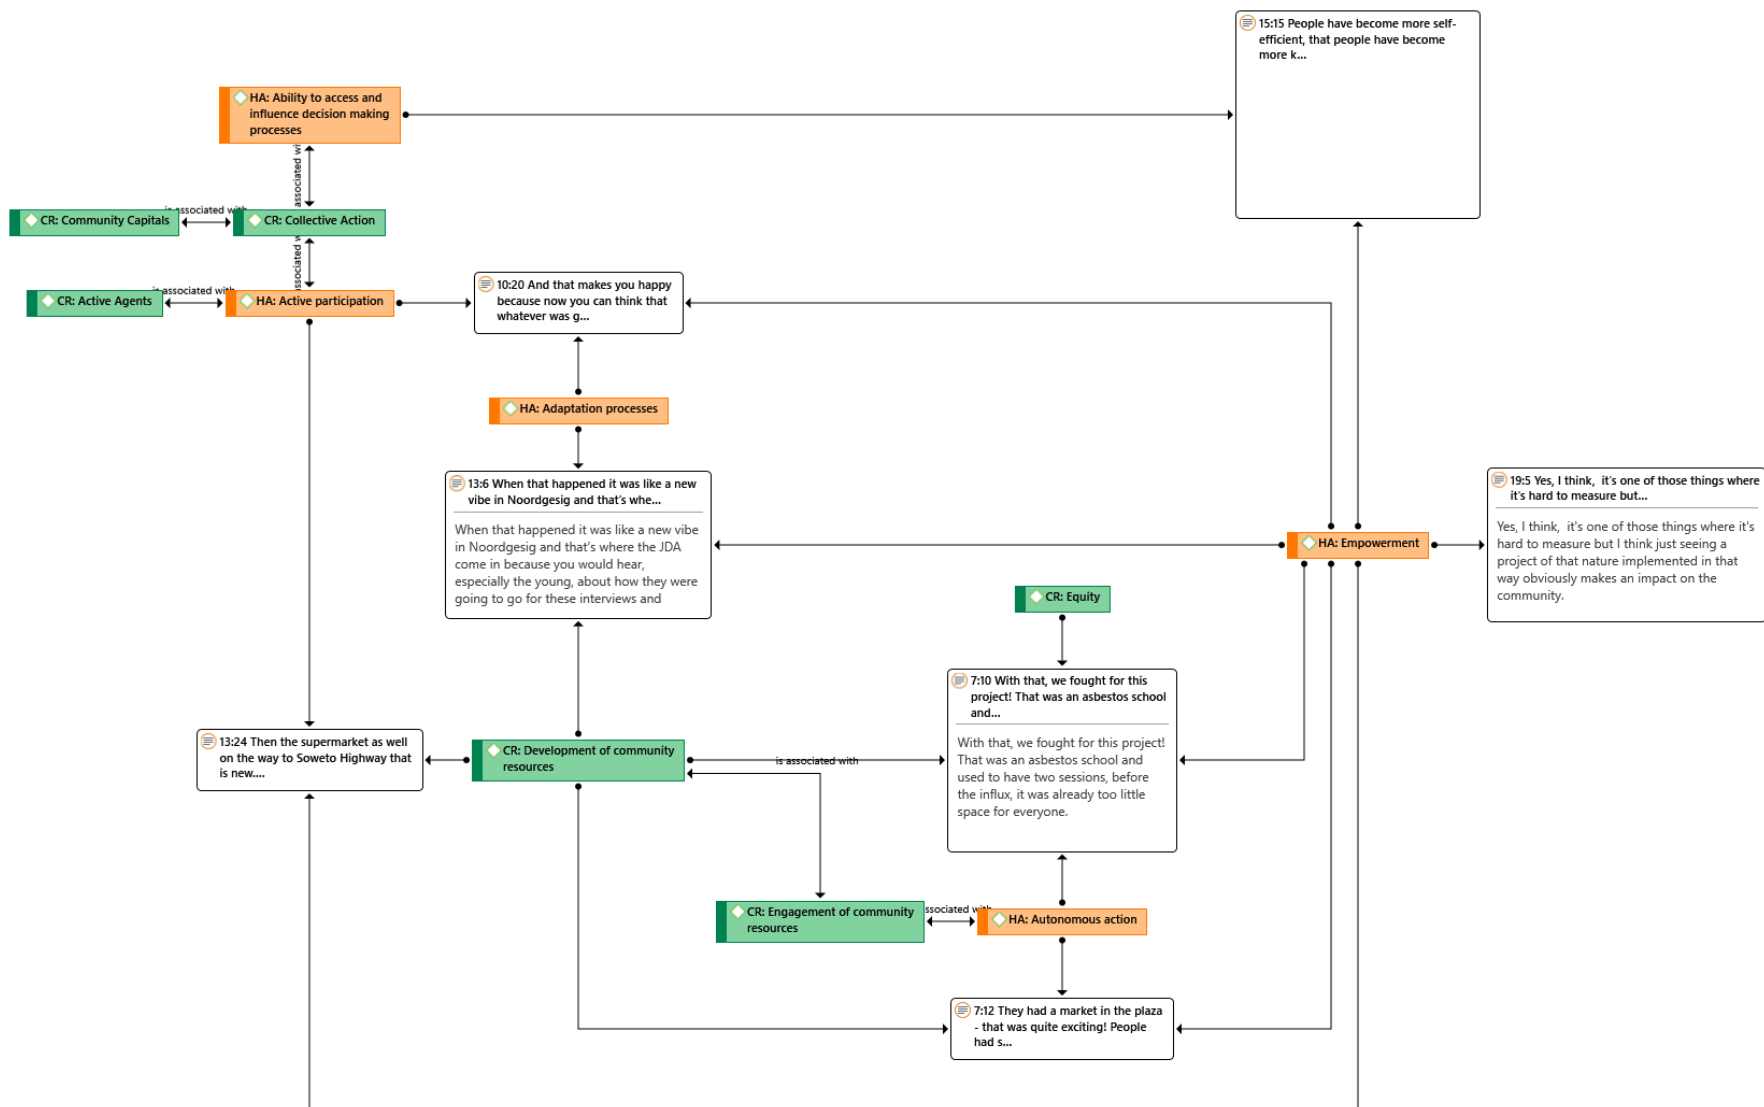 15:15 People have become more self-
efficient, that people have become
more k...
HA: Ability to access and
influence decision making
processes
associated wi
is associated with
CR: Community Capitals
CR: Collective Action
associated w
is associated with
CR: Active Agents
HA: Active participation
10:20 And that makes you happy
because now you can think that
whatever was g...
HA: Adaptation processes
13:6 When that happened it was like a new
vibe in Noordgesig and that's whe...
When that happened it was like a new vibe
in Noordgesig and that's where the JDA
come in because you would hear,
especially the young, about how they were
going to go for these interviews and
19:5 Yes, I think,  it's one of those things where
it's hard to measure but...
Yes, I think,  it's one of those things where it's
hard to measure but I think just seeing a
project of that nature implemented in that
way obviously makes an impact on the
community.
HA: Empowerment
CR: Equity
7:10 With that, we fought for this
project! That was an asbestos school
and...
With that, we fought for this project!
That was an asbestos school and
used to have two sessions, before
the influx, it was already too little
space for everyone.
13:24 Then the supermarket as well
on the way to Soweto Highway that
is new....
CR: Development of community
resources
is associated with
CR: Engagement of community
resources
ssociated with
HA: Autonomous action
7:12 They had a market in the plaza
- that was quite exciting! People
had s...